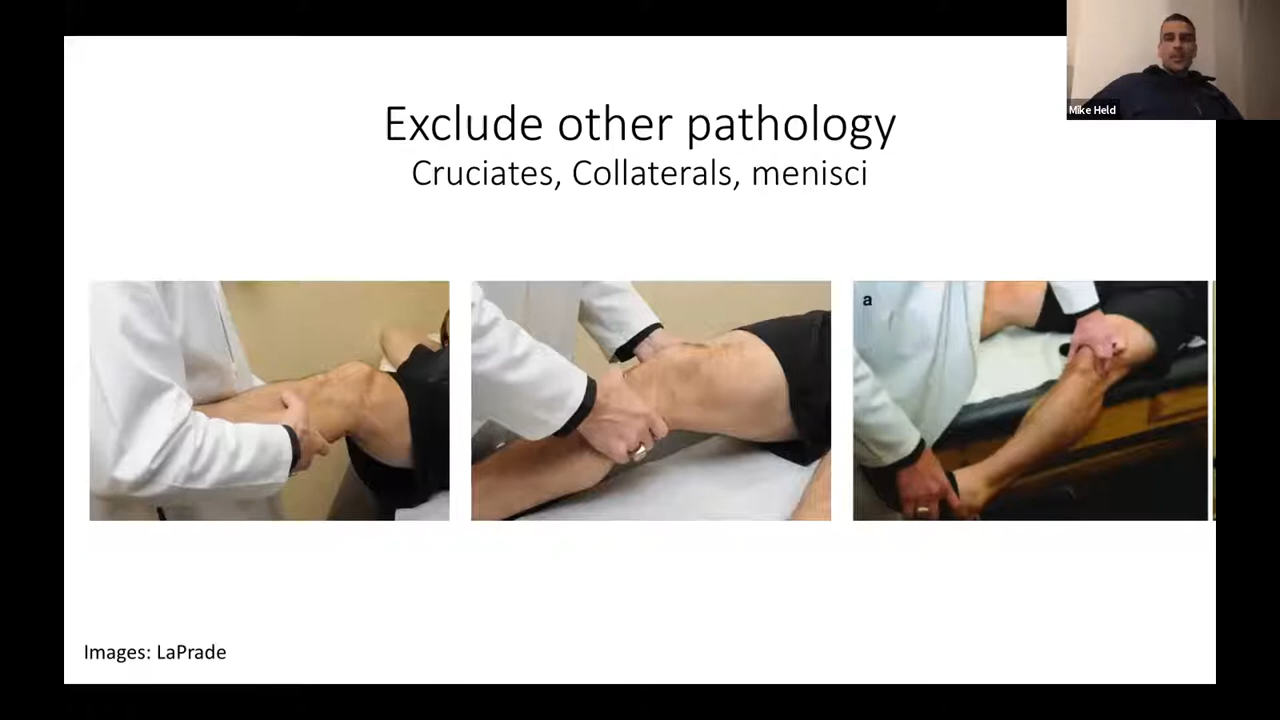 Exclude other pathology
Cruciates, Collaterals, menisci
Mike Held
a
Images: LaPrade